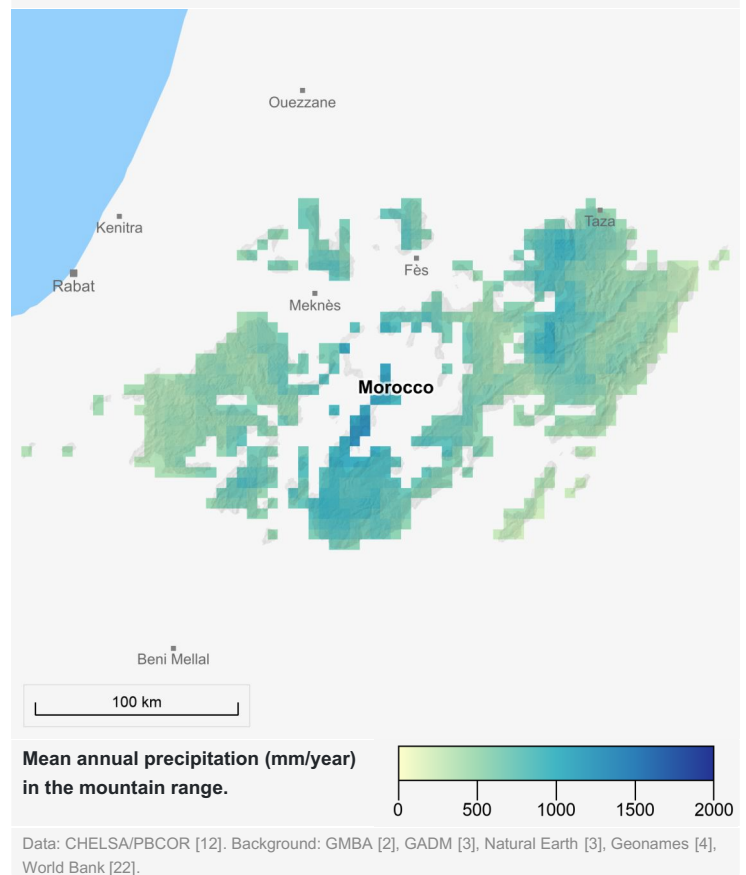 Ouezzane
Kenitra
Taza
Fès
Rabat
Meknès
Morocco
Beni Mellal
100 km
Mean annual precipitation (mm/year)
in the mountain range.
0 500 1000 1500 2000
Data: CHELSA/PBCOR [12]. Background: GMBA [2], GADM [3], Natural Earth [3], Geonames [4],
World Bank [22].